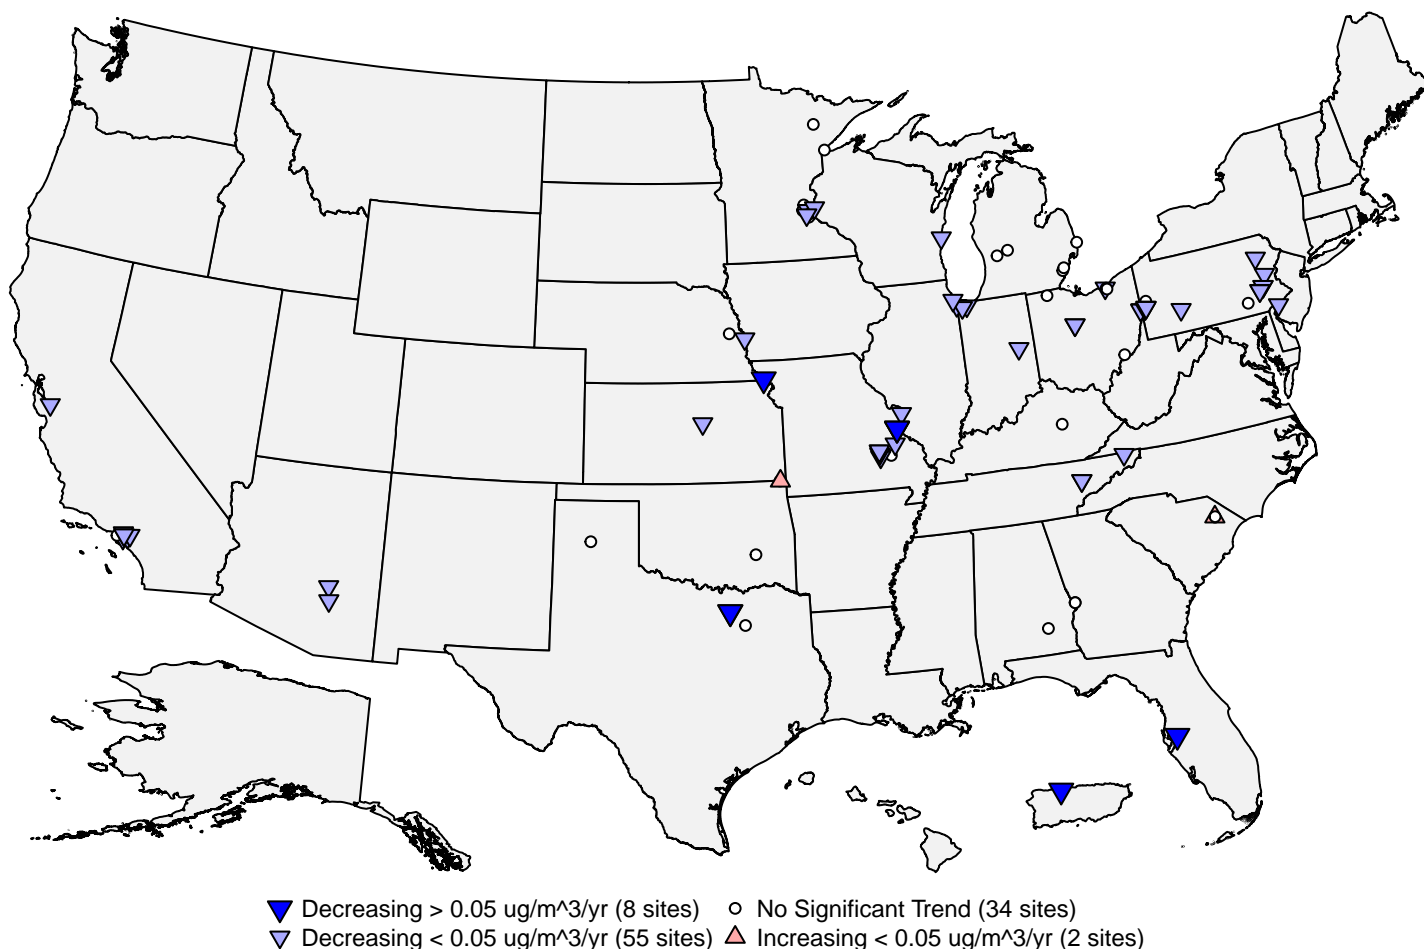 Decreasing > 0.05 ug/m^3/yr (8 sites)
No Significant Trend (34 sites)
Decreasing < 0.05 ug/m^3/yr (55 sites)
Increasing < 0.05 ug/m^3/yr (2 sites)